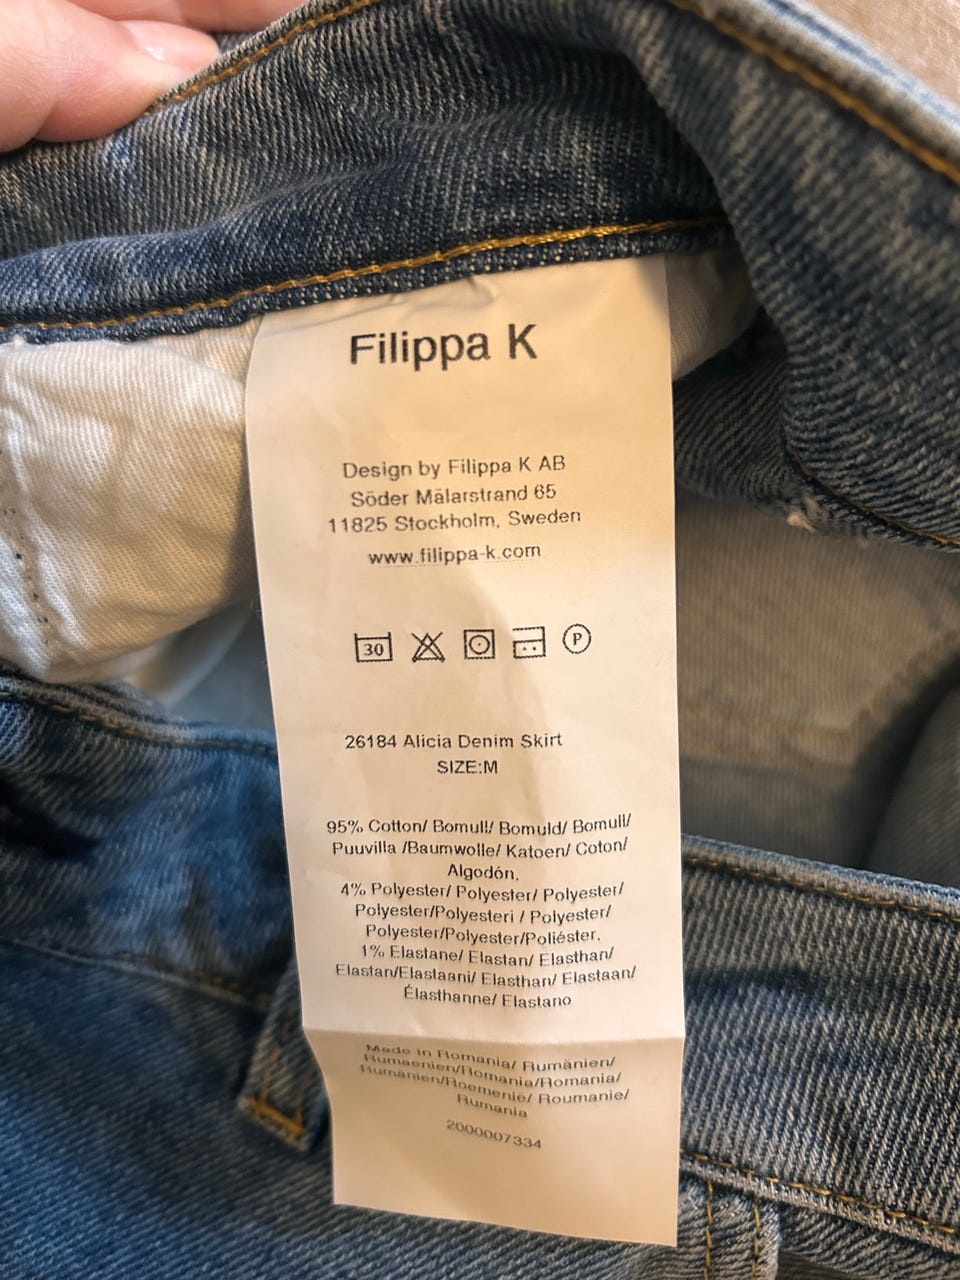 Filippa K
Design by Filippa K AB
Söder Mälarstrand 65
11825 Stockholm, Sweden
www.filippa-k.com
30 P
26184 Alicia Denim Skirt
SIZE:M
95% Cotton/ Bomull/ Bomuld/ Bomull/
Puuvilla /Baumwolle/ Katoen/ Coton/
Algodón.
4% Polyester/ Polyester/ Polyester/
Polyester/Polyesteri / Polyester/
Polyester/Polyester/Poliéster.
1% Elastane/ Elastan/ Elasthan/
Elastan/Elastaani/ Elasthan/ Elastaan/
Élasthanne/ Elastano
Made in Romania/ Rumänien/
Rumaenien/Romania/Romania/
Rumänien/Roemenie/ Roumanie/
Rumania
2000007334